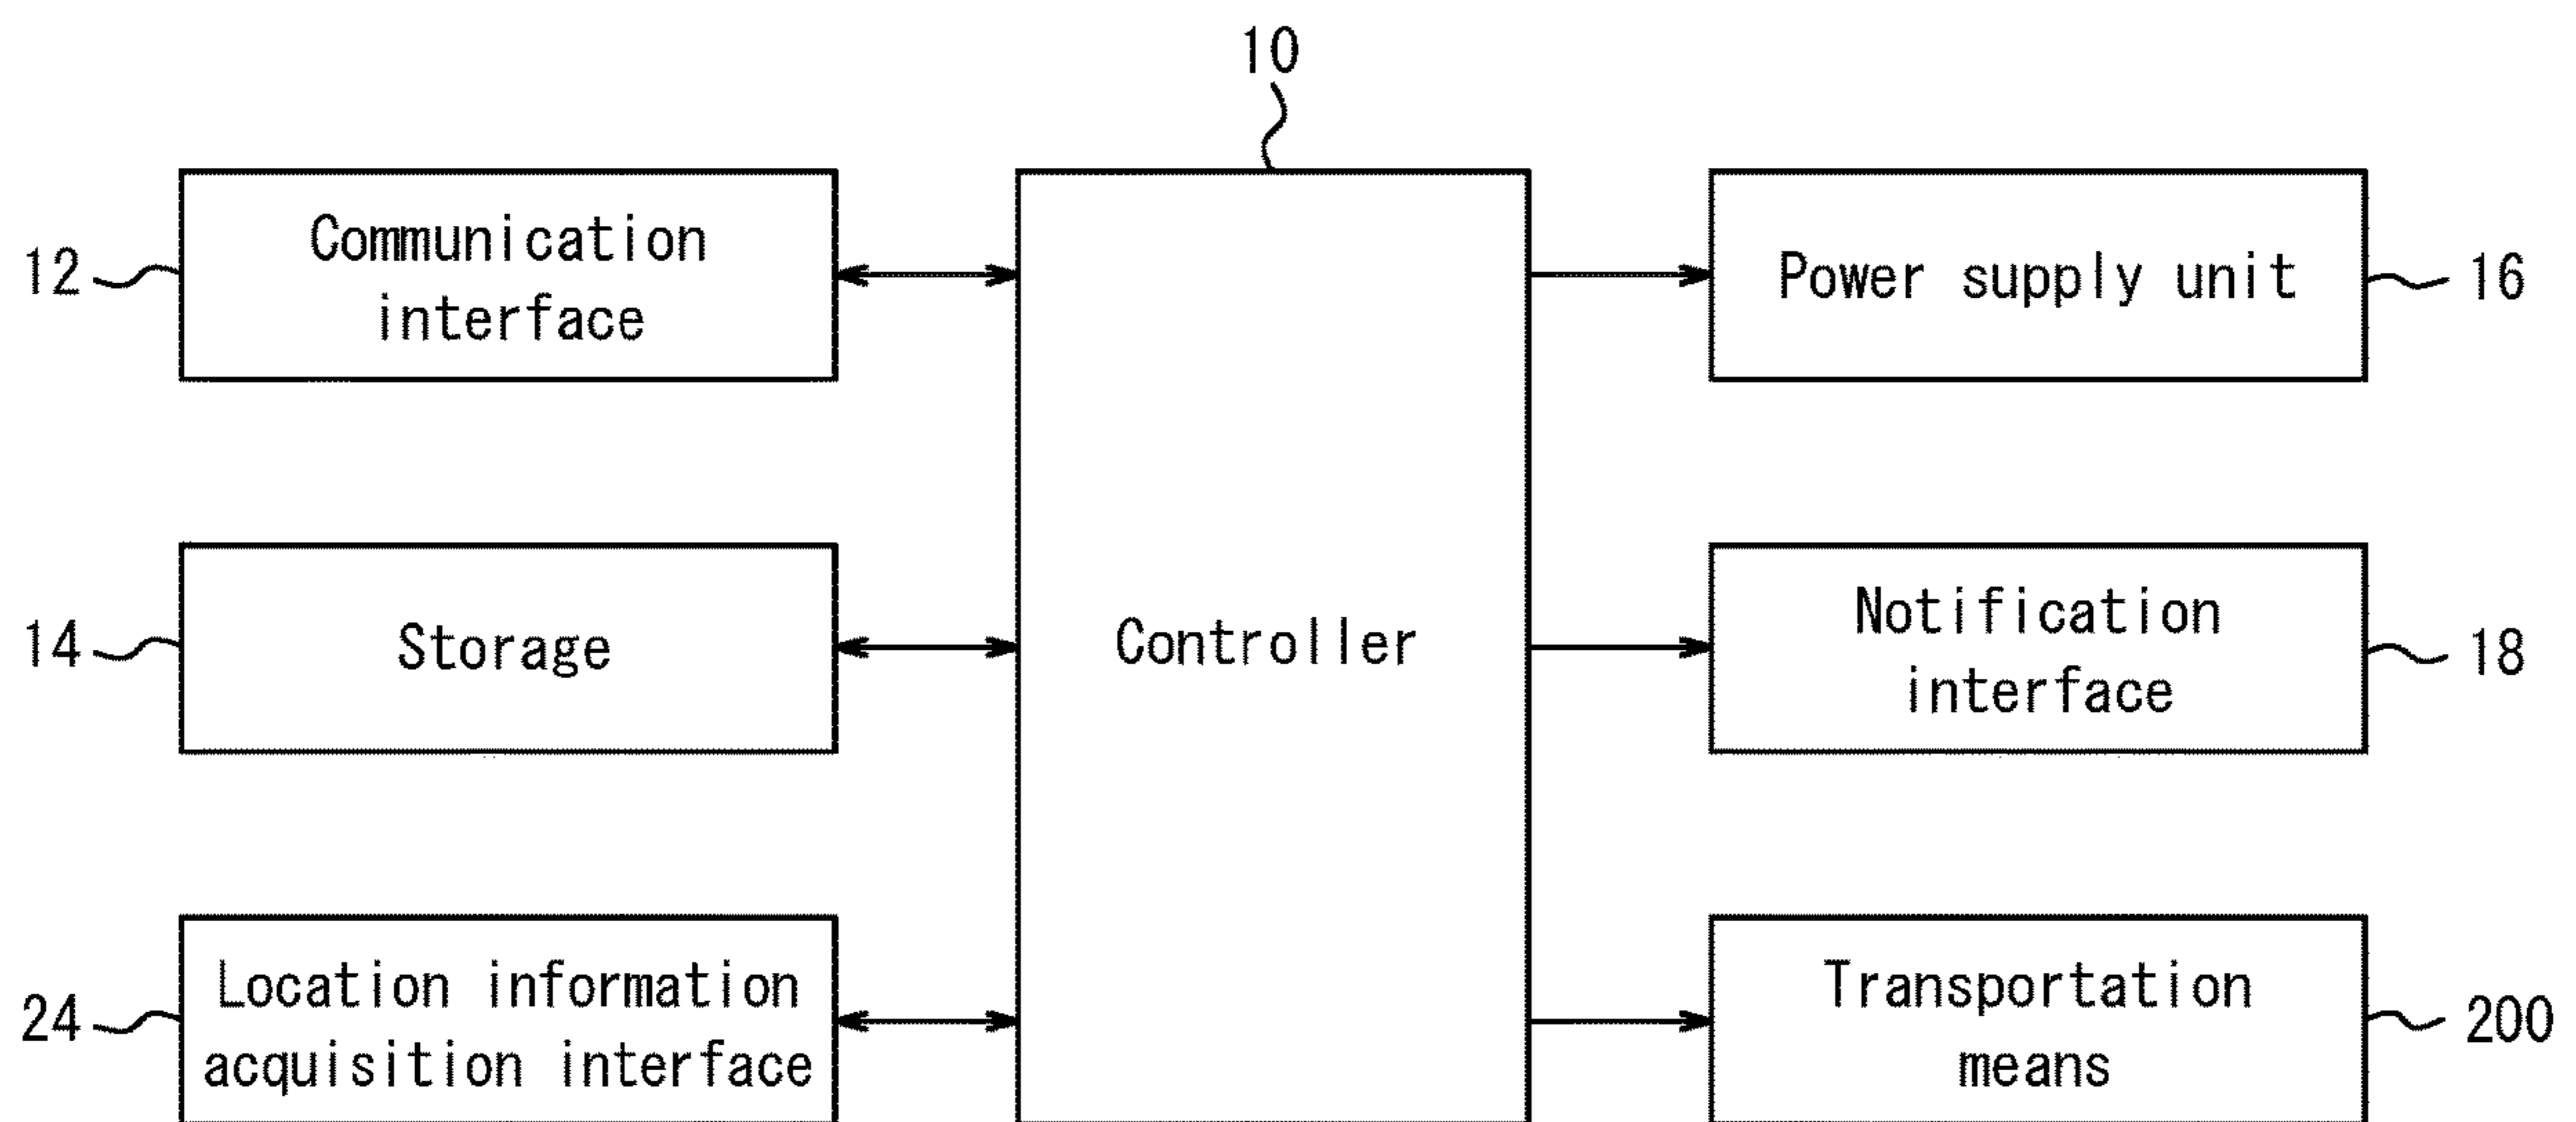 10
Communication
interface
12
Power supply unit
16
Storage
14
Controller
Notification
interface
18
Location information
acquisition interface
24
Transportation
means
200